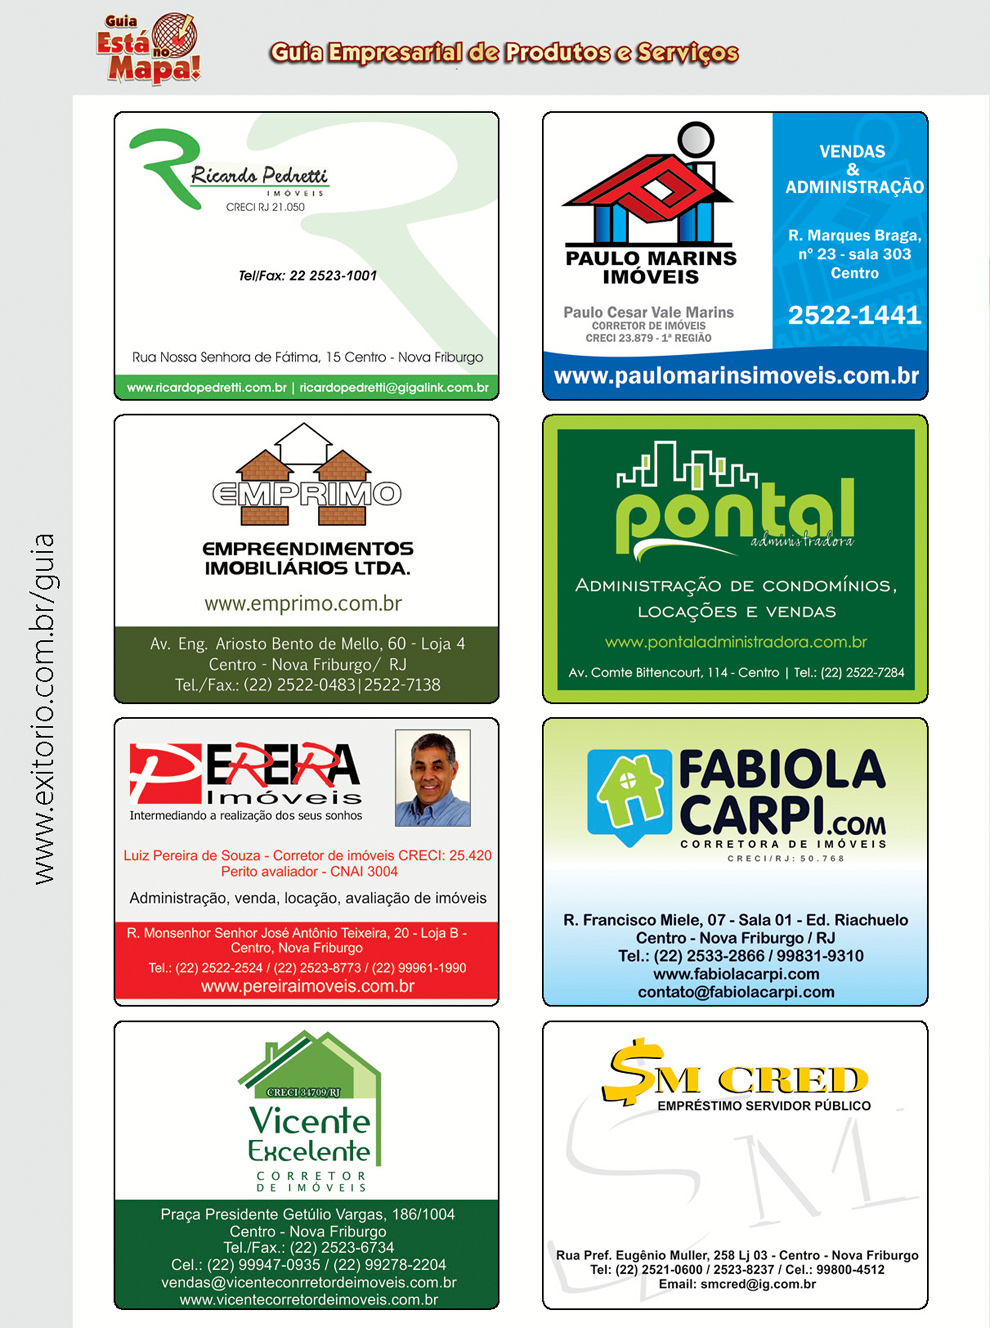 Guia
Está
no
Mapa!
Guia Empresarial de Produtos e Serviços
www.exitorio.com.br/guia
Ricardo Pedretti
IMÓVEIS
CRECI RJ 21.050
Tel/Fax: 22 2523-1001
Rua Nossa Senhora de Fátima, 15 Centro - Nova Friburgo
www.ricardopedretti.com.br | ricardopedretti@gigalink.com.br
PAULO MARINS
IMÓVEIS
Paulo Cesar Vale Marins
CORRETOR DE IMÓVEIS
CRECI 23.879 - 1ª REGIÃO
VENDAS
&
ADMINISTRAÇÃO
R. Marques Braga,
nº 23 - sala 303
Centro
2522-1441
www.paulomarinsimoveis.com.br
EMPRIMO
EMPREENDIMENTOS
IMOBILIÁRIOS LTDA.
www.emprimo.com.br
Av. Eng. Ariosto Bento de Mello, 60 - Loja 4
Centro - Nova Friburgo/ RJ
Tel./Fax.: (22) 2522-0483|2522-7138
pontal
administradora
ADMINISTRAÇÃO DE CONDOMÍNIOS,
LOCAÇÕES E VENDAS
www.pontaladministradora.com.br
Av. Comte Bittencourt, 114 - Centro | Tel.: (22) 2522-7284
PEREIRA
Imóveis
Intermediando a realização dos seus sonhos
Luiz Pereira de Souza - Corretor de imóveis CRECI: 25.420
Perito avaliador - CNAI 3004
Administração, venda, locação, avaliação de imóveis
R. Monsenhor Senhor José Antônio Teixeira, 20 - Loja B -
Centro, Nova Friburgo
Tel.: (22) 2522-2524 / (22) 2523-8773 / (22) 99961-1990
www.pereiraimoveis.com.br
FABIOLA
CARPI.COM
CORRETORA DE IMÓVEIS
CRECI/RJ: 50.768
R. Francisco Miele, 07 - Sala 01 - Ed. Riachuelo
Centro - Nova Friburgo / RJ
Tel.: (22) 2533-2866 / 99831-9310
www.fabiolacarpi.com
contato@fabiolacarpi.com
CRECI 34709/RJ
Vicente
Excelente
CORRETOR
DE IMÓVEIS
Praça Presidente Getúlio Vargas, 186/1004
Centro - Nova Friburgo
Tel./Fax.: (22) 2523-6734
Cel.: (22) 99947-0935 / (22) 99278-2204
vendas@vicenteconrretordeimoveis.com.br
www.vicentecorretordeimoveis.com.br
$M CRED
EMPRÉSTIMO SERVIDOR PÚBLICO
Rua Pref. Eugênio Muller, 258 Lj 03 - Centro - Nova Friburgo
Tel: (22) 2521-0600 / 2523-8237 / Cel.: 99800-4512
Email: smcred@ig.com.br